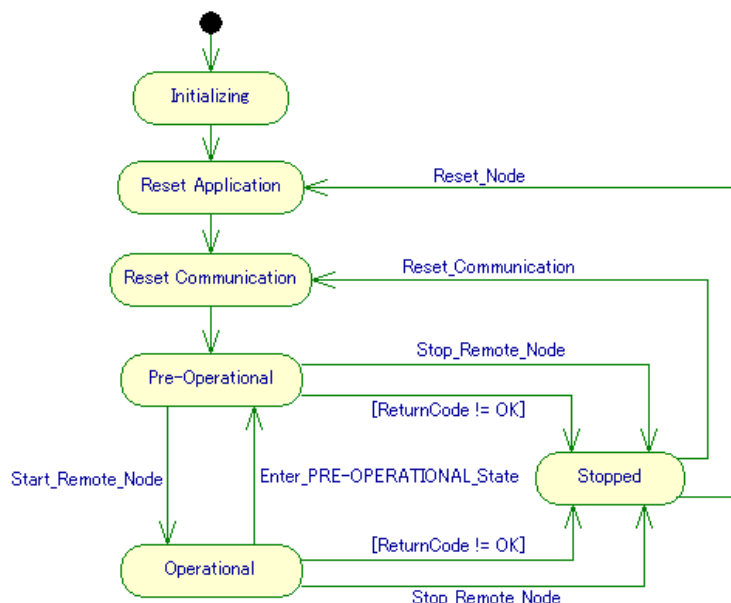 Initializing
Reset Application
Reset_Node
Reset Communication
Reset_Communication
Pre-Operational
Stop_Remote_Node
[ReturnCode != OK]
Start_Remote_Node
Enter_PRE-OPERATIONAL_State
Stopped
Operational
[ReturnCode != OK]
Stop_Remote_Node